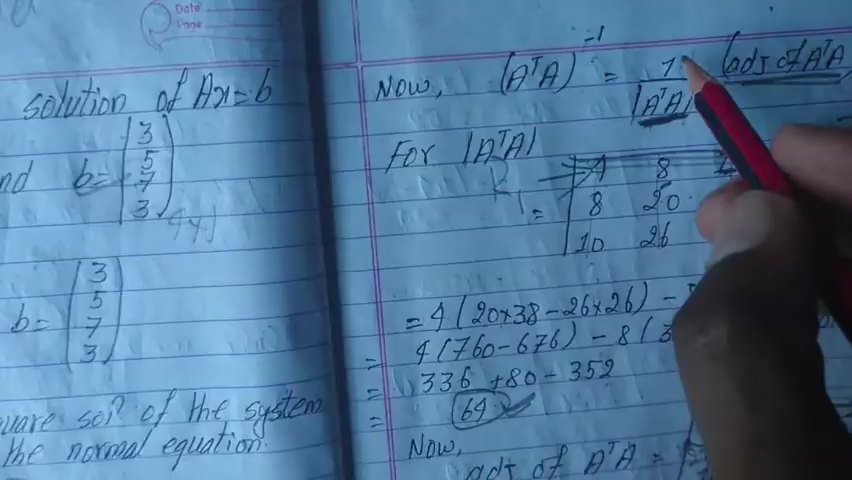 Date
Page
solution of Ax=b
nd b= (3
5
7
3)
b= (3
5
7
3)
uare solⁿ of the system
the normal equation.
Now, (AᵀA)⁻¹ = 1 (adj of AᵀA
|AᵀA|
For |AᵀA|
4 8
= 8 20
10 26
= 4(20×38-26×26) -
= 4(760-676) - 8(3
= 336 +80-352
= 64
Now,
adj of AᵀA =